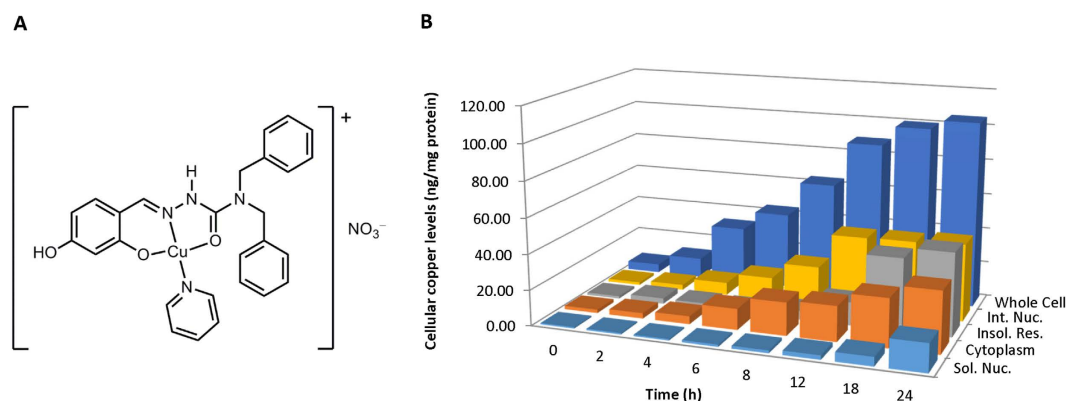 A
B
+
H
N
N
N
HO
O
O
Cu
N
NO₃⁻
Cellular copper levels (ng/mg protein)
120.00
100.00
80.00
60.00
40.00
20.00
0.00
0
2
4
6
8
12
18
24
Time (h)
Whole Cell
Int. Nuc.
Insol. Res.
Cytoplasm
Sol. Nuc.